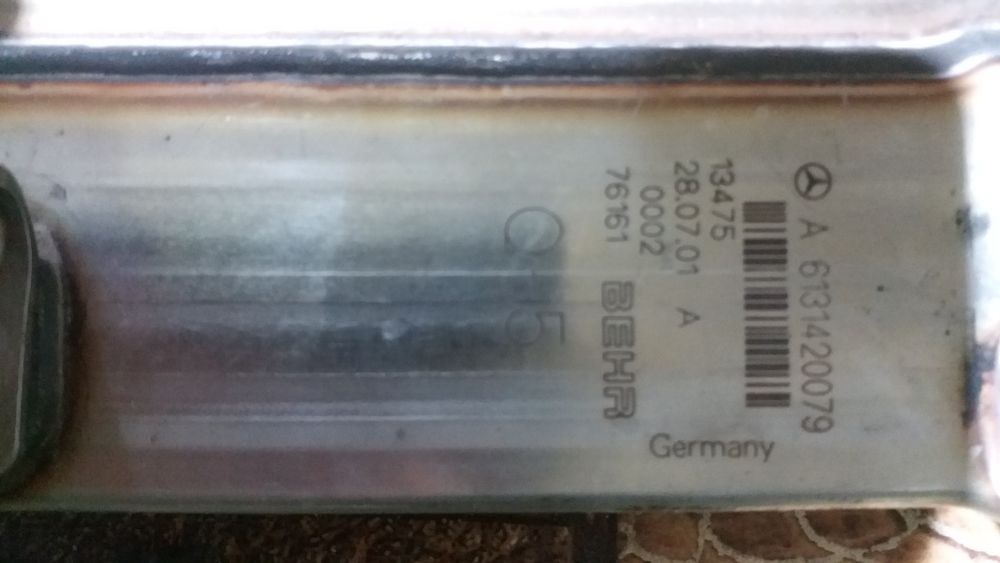 A 6131420079
13475
28.07.01 A
0002
76161 BEHR
Germany